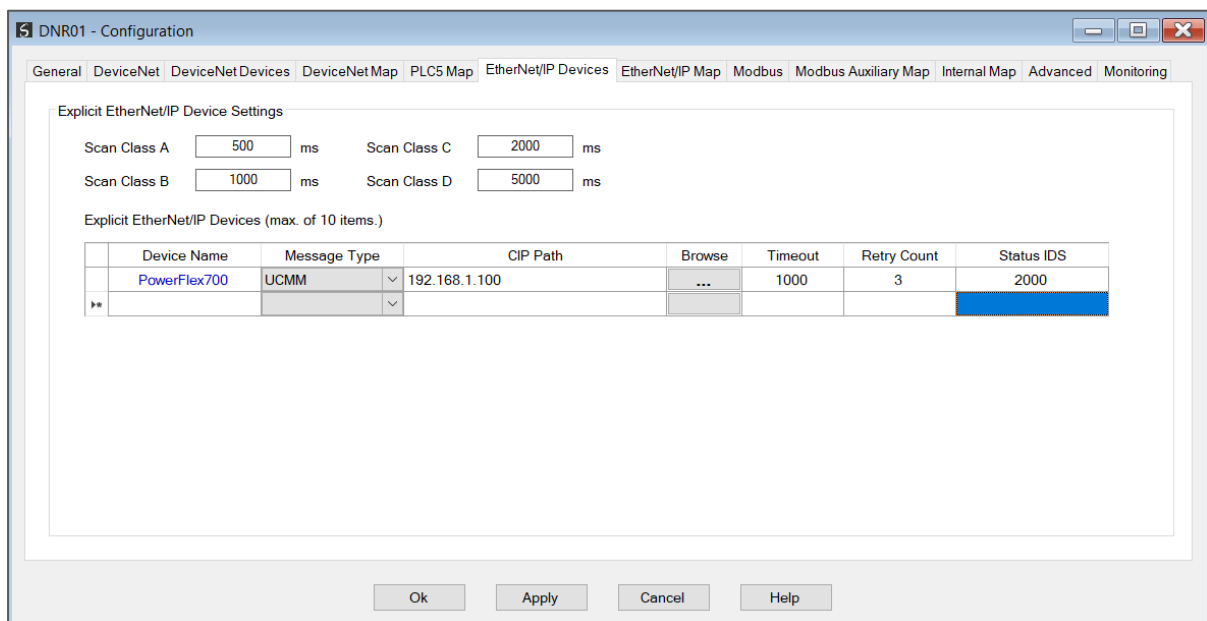 DNR01 - Configuration
General DeviceNet DeviceNet Devices DeviceNet Map PLC5 Map EtherNet/IP Devices EtherNet/IP Map Modbus Modbus Auxiliary Map Internal Map Advanced Monitoring
Explicit EtherNet/IP Device Settings
Scan Class A 500 ms Scan Class C 2000 ms
Scan Class B 1000 ms Scan Class D 5000 ms
Explicit EtherNet/IP Devices (max. of 10 items.)
Device Name Message Type CIP Path Browse Timeout Retry Count Status IDS
PowerFlex700 UCMM 192.168.1.100 ... 1000 3 2000
Ok Apply Cancel Help